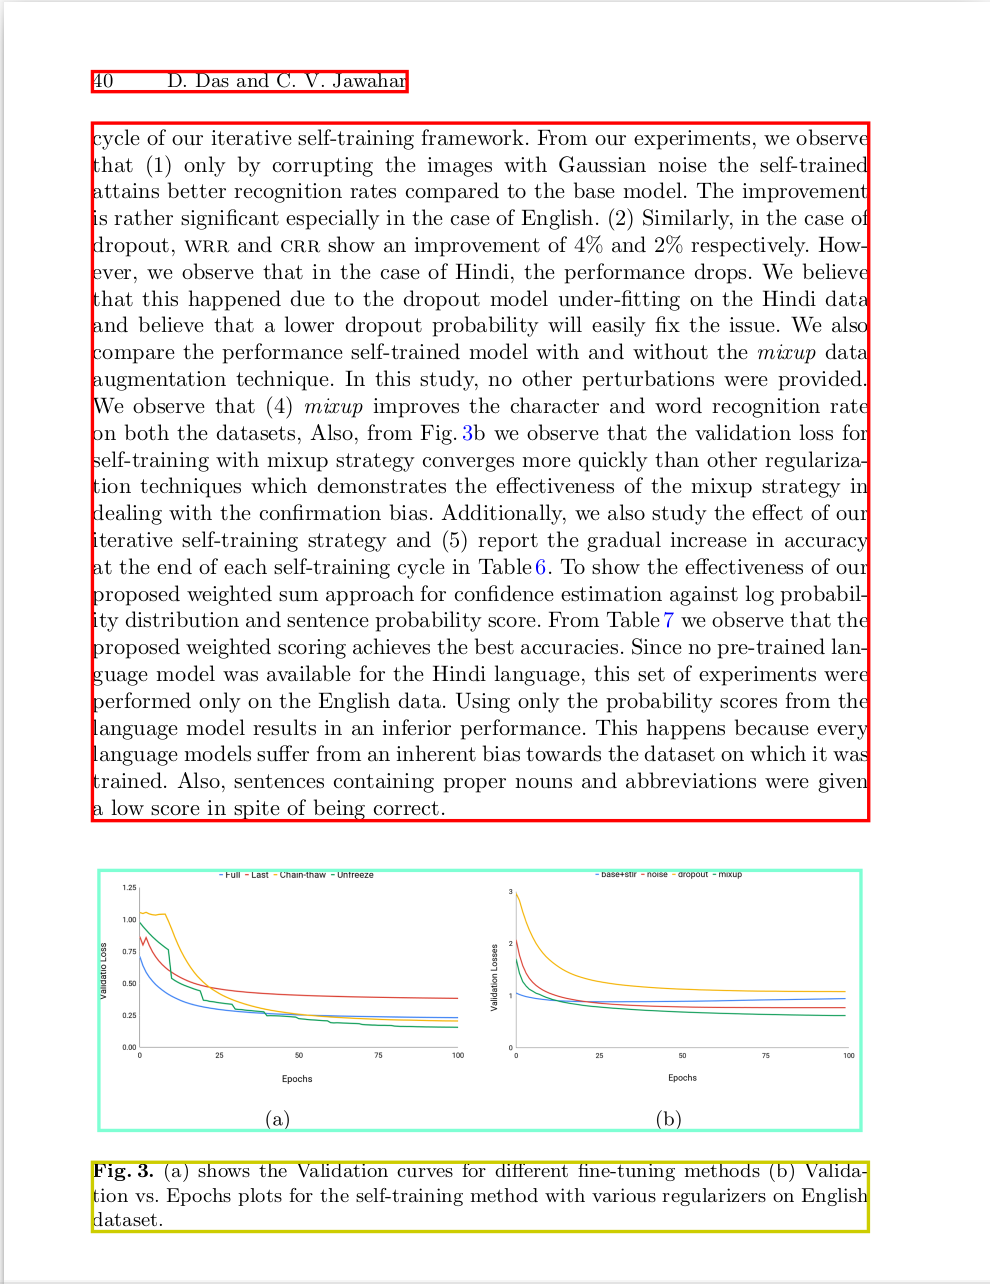 40 D. Das and C. V. Jawahar
cycle of our iterative self-training framework. From our experiments, we observe
that (1) only by corrupting the images with Gaussian noise the self-trained
attains better recognition rates compared to the base model. The improvement
is rather significant especially in the case of English. (2) Similarly, in the case of
dropout, WRR and CRR show an improvement of 4% and 2% respectively. How-
ever, we observe that in the case of Hindi, the performance drops. We believe
that this happened due to the dropout model under-fitting on the Hindi data
and believe that a lower dropout probability will easily fix the issue. We also
compare the performance self-trained model with and without the mixup data
augmentation technique. In this study, no other perturbations were provided.
We observe that (4) mixup improves the character and word recognition rate
on both the datasets, Also, from Fig. 3b we observe that the validation loss for
self-training with mixup strategy converges more quickly than other regulariza-
tion techniques which demonstrates the effectiveness of the mixup strategy in
dealing with the confirmation bias. Additionally, we also study the effect of our
iterative self-training strategy and (5) report the gradual increase in accuracy
at the end of each self-training cycle in Table 6. To show the effectiveness of our
proposed weighted sum approach for confidence estimation against log probabil-
ity distribution and sentence probability score. From Table 7 we observe that the
proposed weighted scoring achieves the best accuracies. Since no pre-trained lan-
guage model was available for the Hindi language, this set of experiments were
performed only on the English data. Using only the probability scores from the
language model results in an inferior performance. This happens because every
language models suffer from an inherent bias towards the dataset on which it was
trained. Also, sentences containing proper nouns and abbreviations were given
a low score in spite of being correct.
Full Last Chain-thaw Unfreeze
1.25
1.00
0.75
0.50
0.25
0.00
Validatio Loss
0 25 50 75 100
Epochs
(a)
base+stlr noise dropout mixup
3
2
1
0
Validation Losses
0 25 50 75 100
Epochs
(b)
Fig. 3. (a) shows the Validation curves for different fine-tuning methods (b) Valida-
tion vs. Epochs plots for the self-training method with various regularizers on English
dataset.